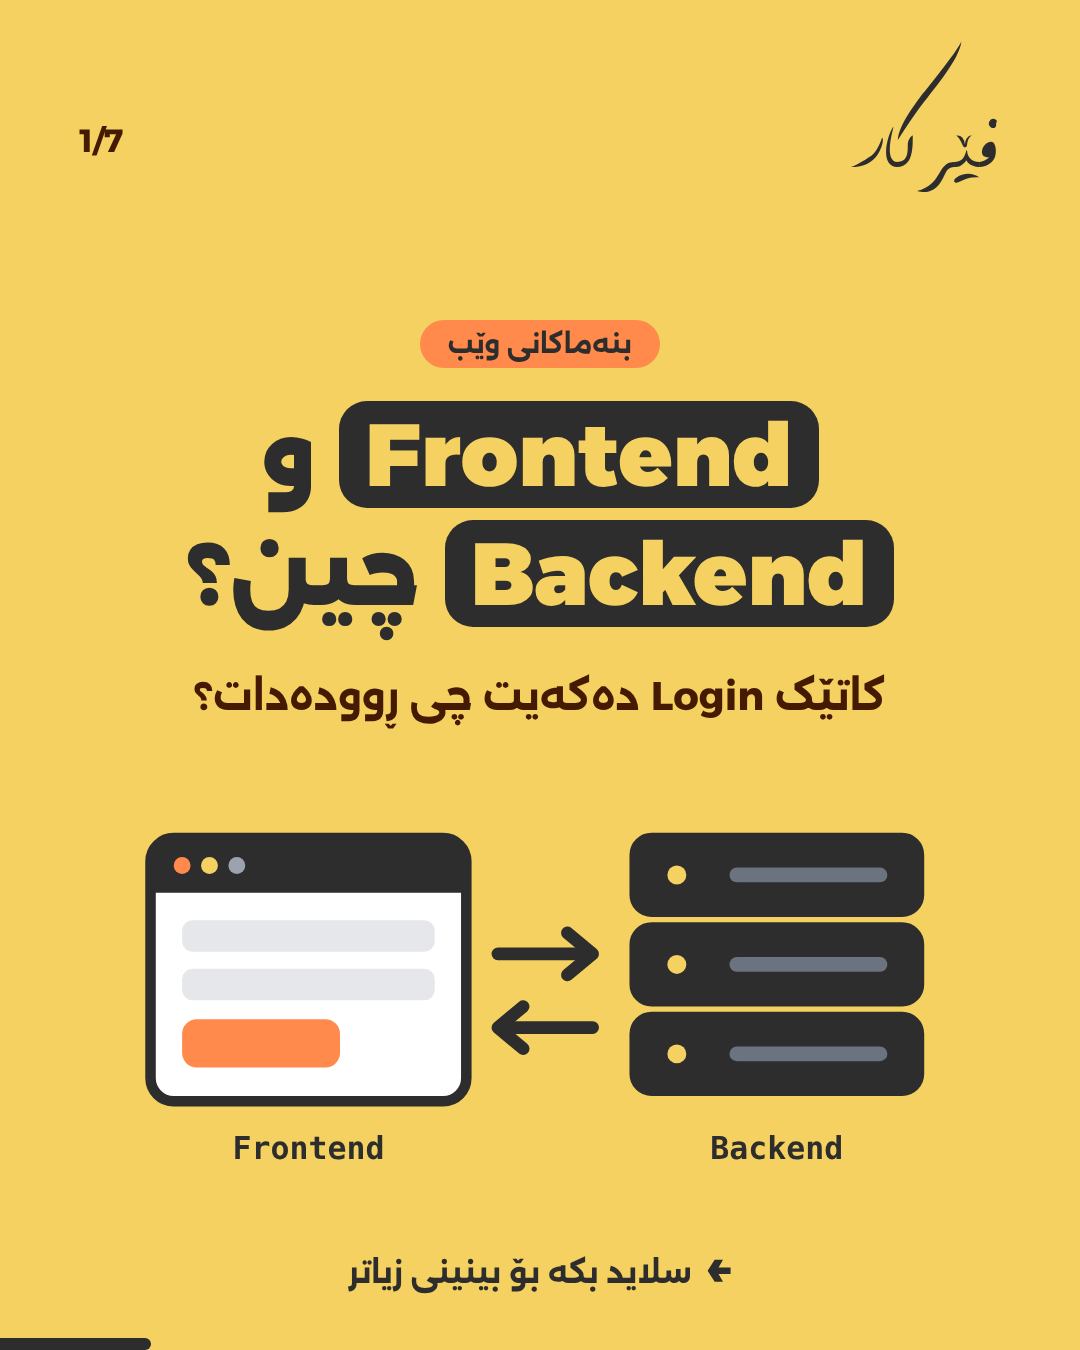 فێرکار
1/7
بنەماکانی وێب
Frontend و
Backend چین؟
کاتێک Login دەکەیت چی ڕوودەدات؟
Frontend
Backend
← سلاید بکە بۆ بینینی زیاتر